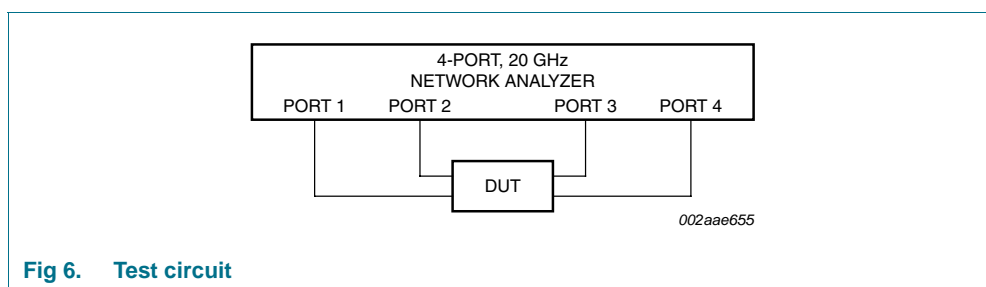 4-PORT, 20 GHz
NETWORK ANALYZER
PORT 1 PORT 2 PORT 3 PORT 4
DUT
002aae655
Fig 6. Test circuit